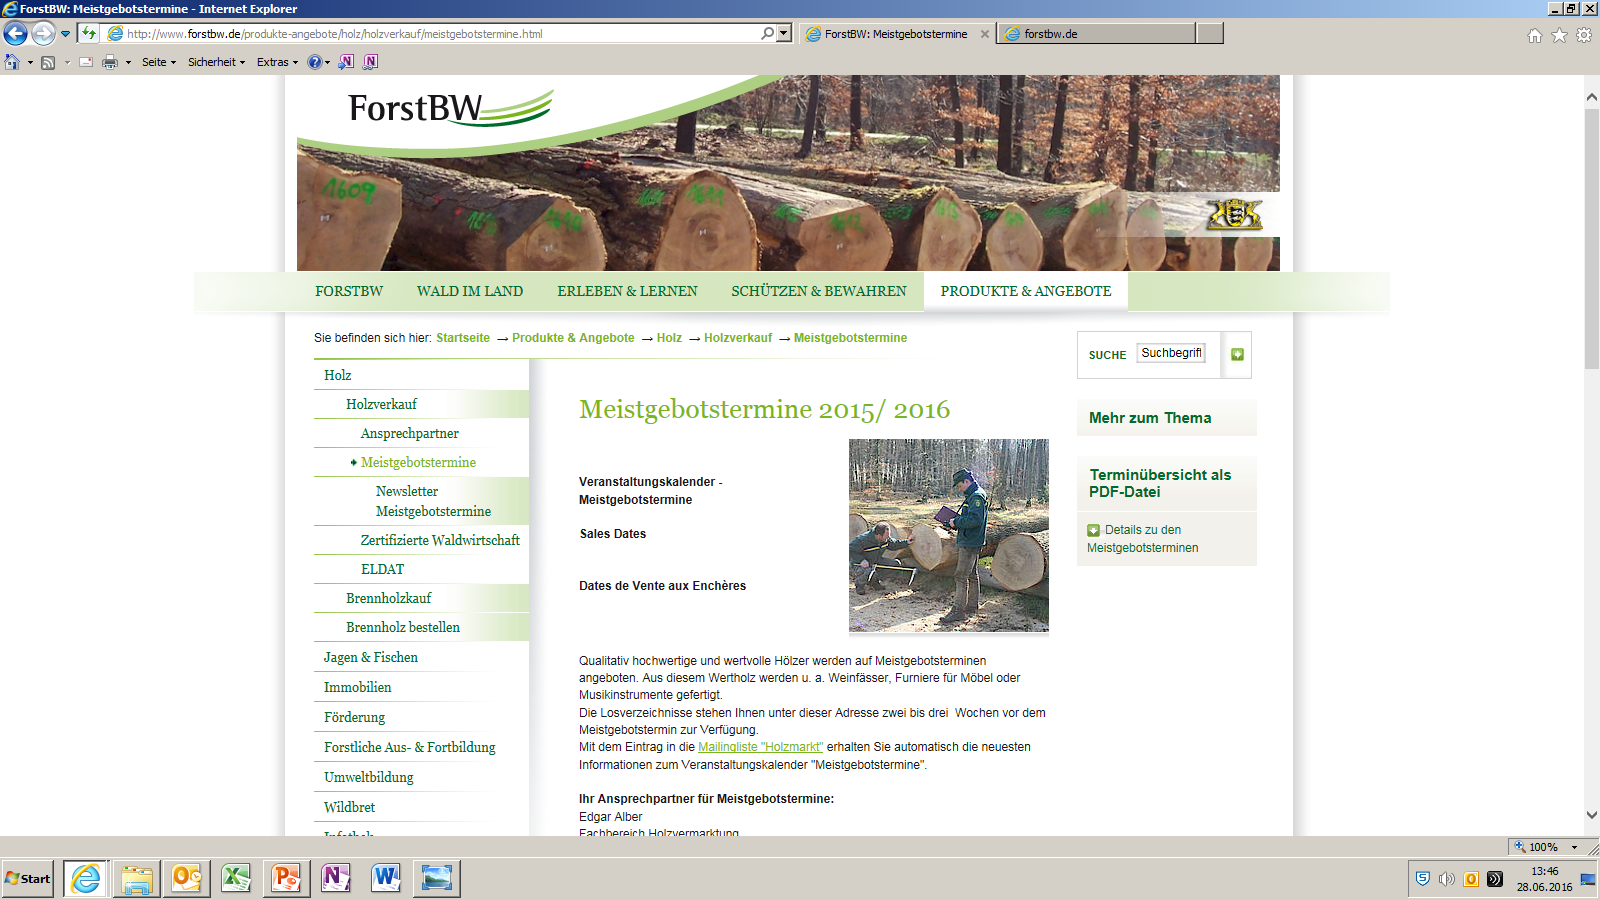 ForstBW: Meistgebotstermine - Internet Explorer
http://www.forstbw.de/produkte-angebote/holz/holzverkauf/meistgebotstermine.html
ForstBW: Meistgebotstermine
forstbw.de
Seite Sicherheit Extras
ForstBW
1609
FORSTBW WALD IM LAND ERLEBEN & LERNEN SCHÜTZEN & BEWAHREN PRODUKTE & ANGEBOTE
Sie befinden sich hier: Startseite → Produkte & Angebote → Holz → Holzverkauf → Meistgebotstermine
SUCHE Suchbegriff
Holz
Holzverkauf
Ansprechpartner
Meistgebotstermine
Newsletter
Meistgebotstermine
Zertifizierte Waldwirtschaft
ELDAT
Brennholzkauf
Brennholz bestellen
Jagen & Fischen
Immobilien
Förderung
Forstliche Aus- & Fortbildung
Umweltbildung
Wildbret
Infothek
Meistgebotstermine 2015/ 2016
Veranstaltungskalender -
Meistgebotstermine
Sales Dates
Dates de Vente aux Enchères
Qualitativ hochwertige und wertvolle Hölzer werden auf Meistgebotsterminen
angeboten. Aus diesem Wertholz werden u. a. Weinfässer, Furniere für Möbel oder
Musikinstrumente gefertigt.
Die Losverzeichnisse stehen Ihnen unter dieser Adresse zwei bis drei  Wochen vor dem
Meistgebotstermin zur Verfügung.
Mit dem Eintrag in die Mailingliste "Holzmarkt" erhalten Sie automatisch die neuesten
Informationen zum Veranstaltungskalender "Meistgebotstermine".
Ihr Ansprechpartner für Meistgebotstermine:
Edgar Alber
Fachbereich Holzvermarktung
Mehr zum Thema
Terminübersicht als
PDF-Datei
Details zu den
Meistgebotsterminen
100%
Start
13:46
28.06.2016